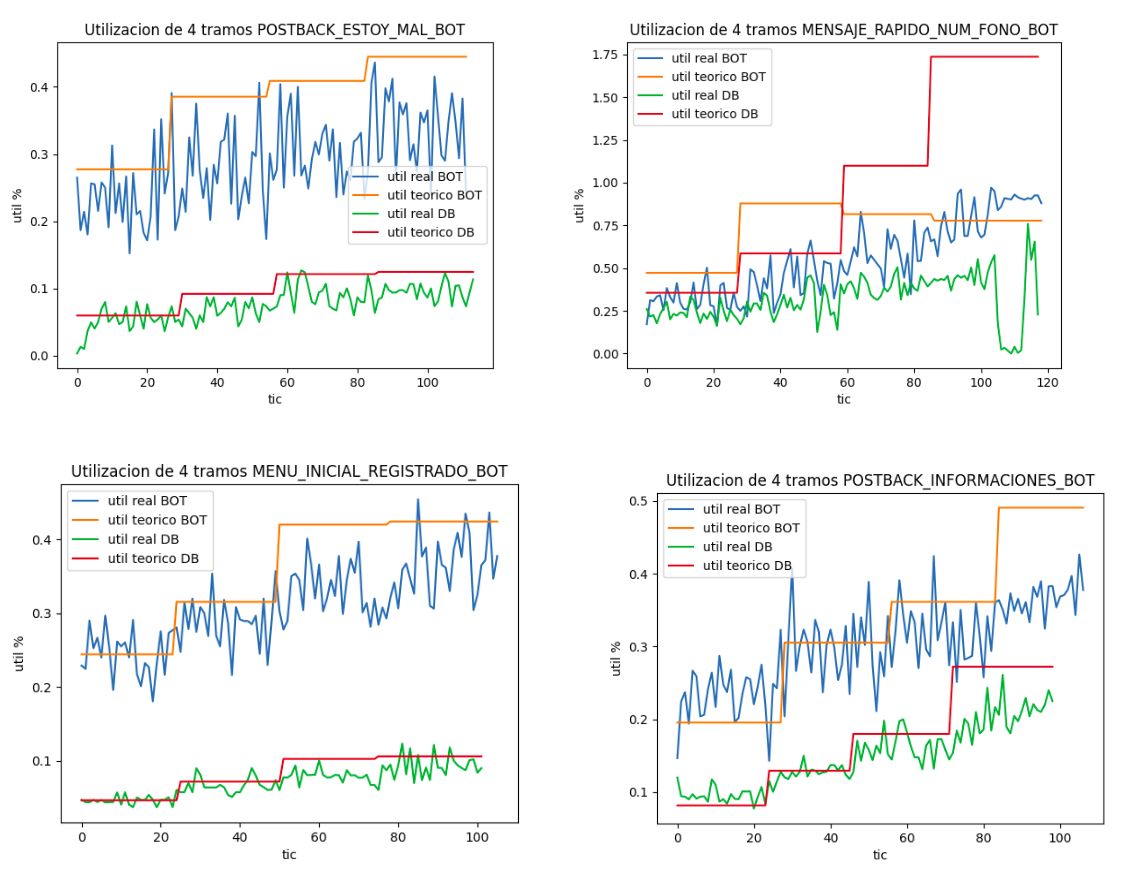 Utilizacion de 4 tramos POSTBACK_ESTOY_MAL_BOT
util %
0.4
0.3
0.2
0.1
0.0
util real BOT
util teorico BOT
util real DB
util teorico DB
0 20 40 60 80 100
tic
Utilizacion de 4 tramos MENSAJE_RAPIDO_NUM_FONO_BOT
util %
1.75
1.50
1.25
1.00
0.75
0.50
0.25
0.00
util real BOT
util teorico BOT
util real DB
util teorico DB
0 20 40 60 80 100 120
tic
Utilizacion de 4 tramos MENU_INICIAL_REGISTRADO_BOT
util %
0.4
0.3
0.2
0.1
util real BOT
util teorico BOT
util real DB
util teorico DB
0 20 40 60 80 100
tic
Utilizacion de 4 tramos POSTBACK_INFORMACIONES_BOT
util %
0.5
0.4
0.3
0.2
0.1
util real BOT
util teorico BOT
util real DB
util teorico DB
0 20 40 60 80 100
tic